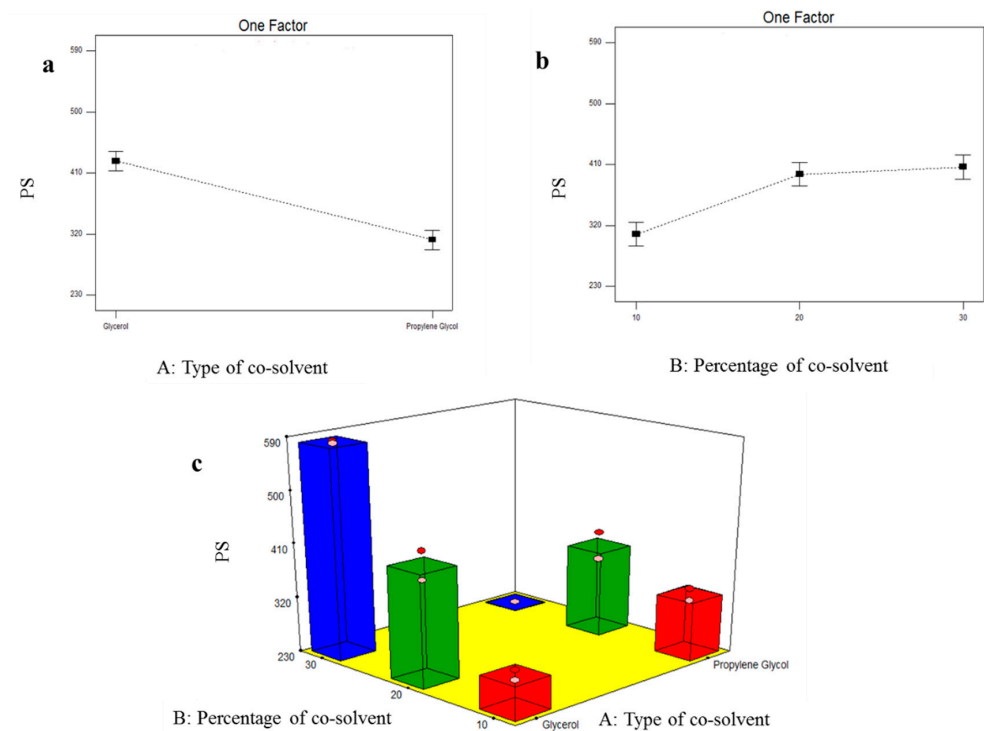 One Factor
a
590
500
410
320
230
PS
Glycerol
Propylene Glycol
A: Type of co-solvent
One Factor
b
590
500
410
320
230
PS
10
20
30
B: Percentage of co-solvent
c
590
500
410
320
230
PS
30
20
10
B: Percentage of co-solvent
Glycerol
Propylene Glycol
A: Type of co-solvent